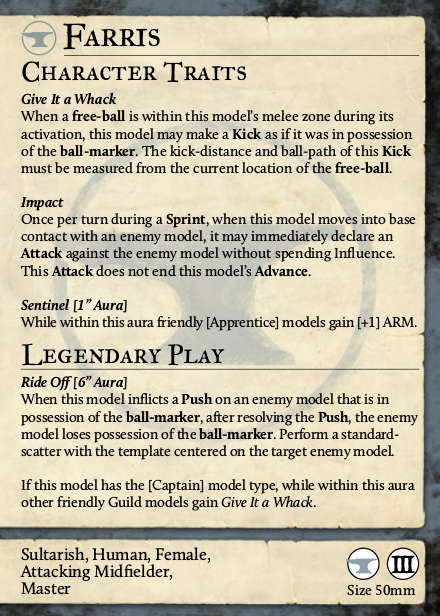 Farris
Character Traits
Give It a Whack
When a free-ball is within this model's melee zone during its
activation, this model may make a Kick as if it was in possession
of the ball-marker. The kick-distance and ball-path of this Kick
must be measured from the current location of the free-ball.
Impact
Once per turn during a Sprint, when this model moves into base
contact with an enemy model, it may immediately declare an
Attack against the enemy model without spending Influence.
This Attack does not end this model's Advance.
Sentinel [1” Aura]
While within this aura friendly [Apprentice] models gain [+1] ARM.
Legendary Play
Ride Off [6” Aura]
When this model inflicts a Push on an enemy model that is in
possession of the ball-marker, after resolving the Push, the enemy
model loses possession of the ball-marker. Perform a standard-
scatter with the template centered on the target enemy model.
If this model has the [Captain] model type, while within this aura
other friendly Guild models gain Give It a Whack.
Sultarish, Human, Female,
Attacking Midfielder,
Master
III
Size 50mm